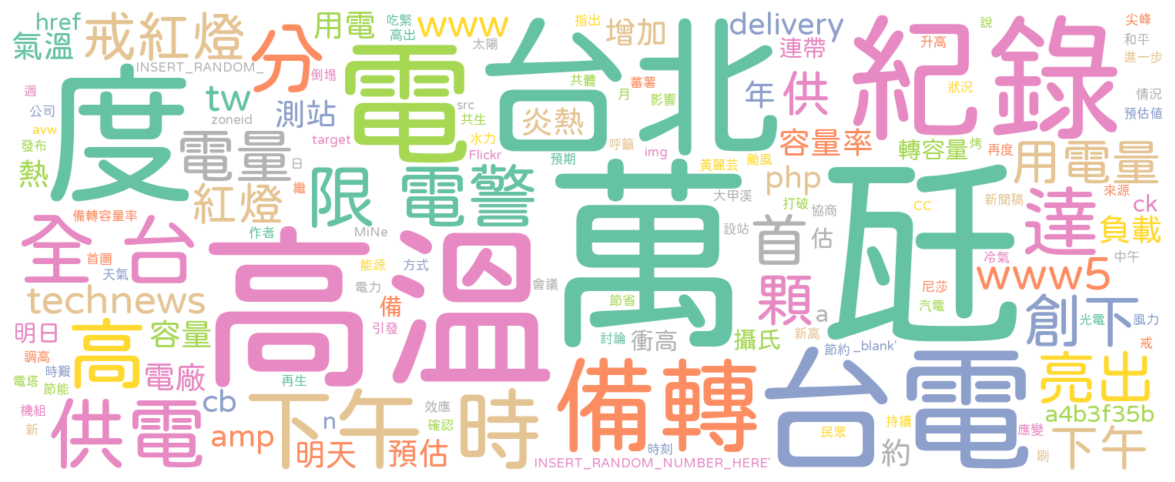 吃緊 指出 說 尖峰
氣溫 戒紅燈 分 高出 用電 www 增加 delivery 紀錄 和平
href INSERT_RANDOM_ 太陽 連帶 升高 進一步
週 倒塌 電 台北 共體 蕃薯 狀況 情況
公司 度 tw 測站 src 月 影響 年 供 預估值
avw zoneid 共生 炎熱
發布 target 水力 呼籲 容量率 轉容量 烤 再度 用電量
熱 電量 日 Flickr 預期 img 黃麗芸 颱風
紅燈 繼 限 電警 萬 php 瓩 新聞稿 來源
大甲溪 打破 協商 cc ck
備轉容量率 作者 MiNe 設站 首 估 達 負載
全台 首圖 高溫 能源 方式 會議 冷氣 中午
天氣 電力 顆 a 尼莎 www5
technews 備 節省 汽電 創下 光電 風力
明日 高 容量 引發 討論 衝高 攝氏 新高
調高 時艱 節約 _blank' 戒
電塔 節能 電廠 再生 備轉 台電 亮出
機組 供電 cb 下午 時 效應 a4b3f35b
新 n 確認 民眾 持續 應變 下午
amp 明天 預估 時刻 約 刷
INSERT_RANDOM_NUMBER_HERE'